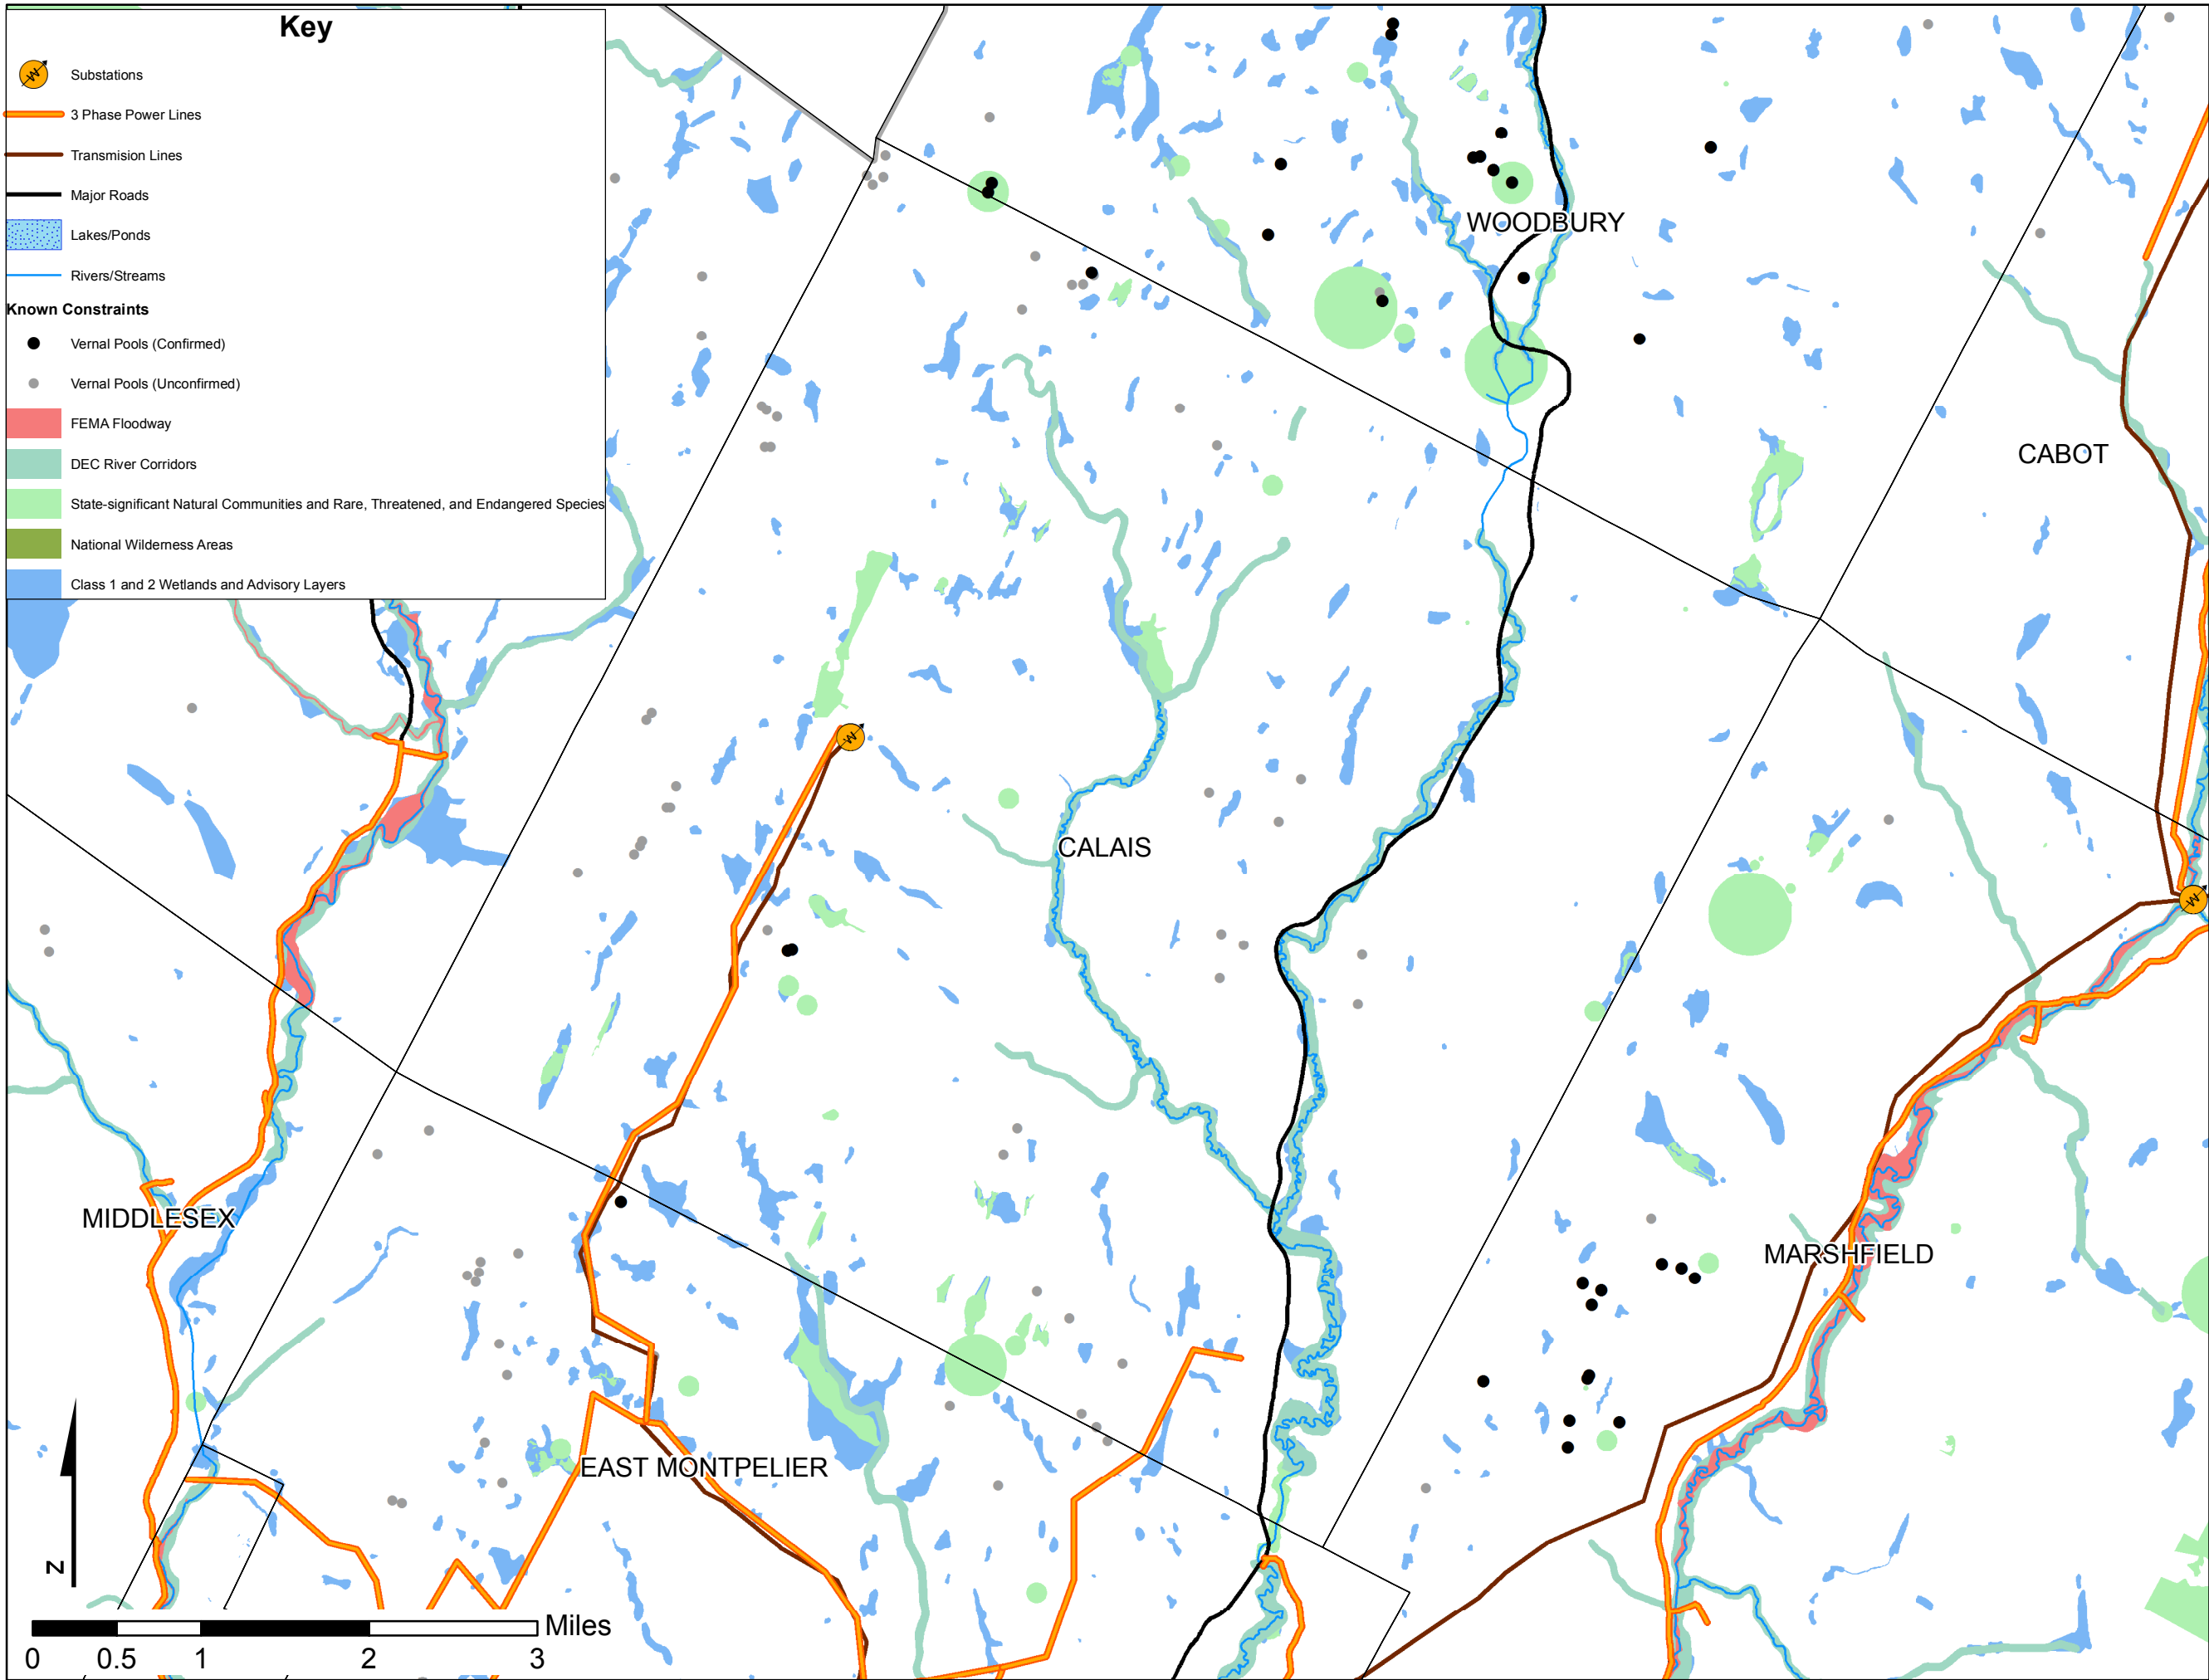 Key
Substations
3 Phase Power Lines
Transmision Lines
Major Roads
Lakes/Ponds
Rivers/Streams
Known Constraints
Vernal Pools (Confirmed)
Vernal Pools (Unconfirmed)
FEMA Floodway
DEC River Corridors
State-significant Natural Communities and Rare, Threatened, and Endangered Species
National Wilderness Areas
Class 1 and 2 Wetlands and Advisory Layers
WOODBURY
CABOT
CALAIS
MIDDLESEX
MARSHFIELD
EAST MONTPELIER
N
Miles
0 0.5 1 2 3